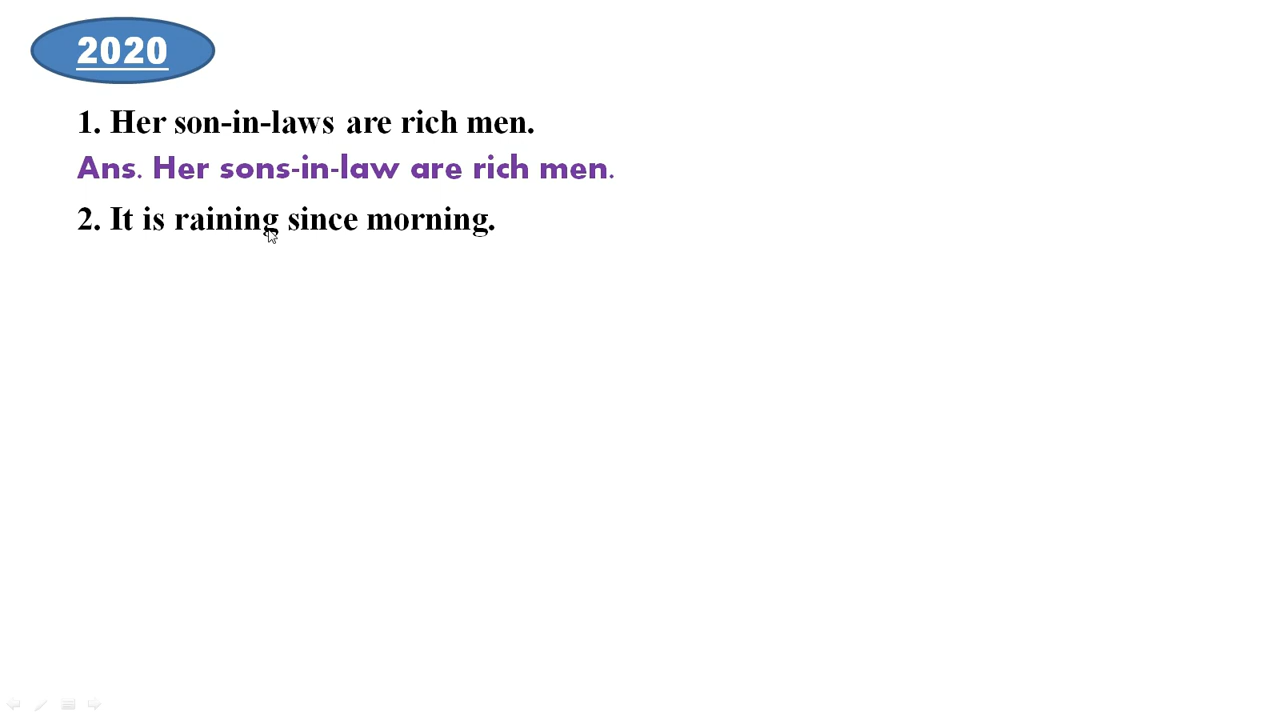 2020
1. Her son-in-laws are rich men.
Ans. Her sons-in-law are rich men.
2. It is raining since morning.